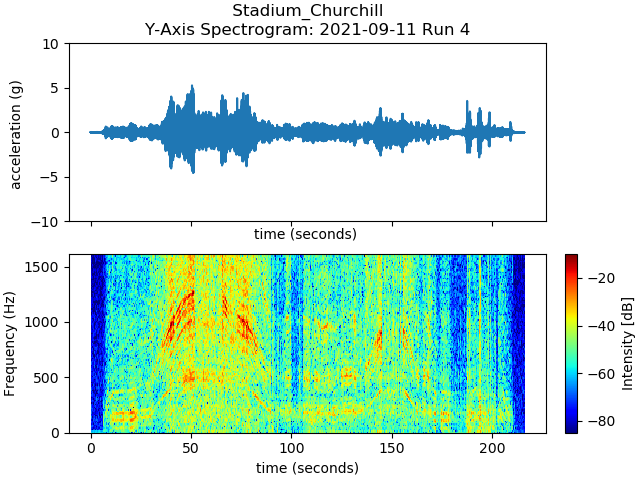 Stadium_Churchill
Y-Axis Spectrogram: 2021-09-11 Run 4
10
5
0
−5
−10
acceleration (g)
time (seconds)
1500
1000
500
0
Frequency (Hz)
0 50 100 150 200
time (seconds)
−20
−40
−60
−80
Intensity [dB]